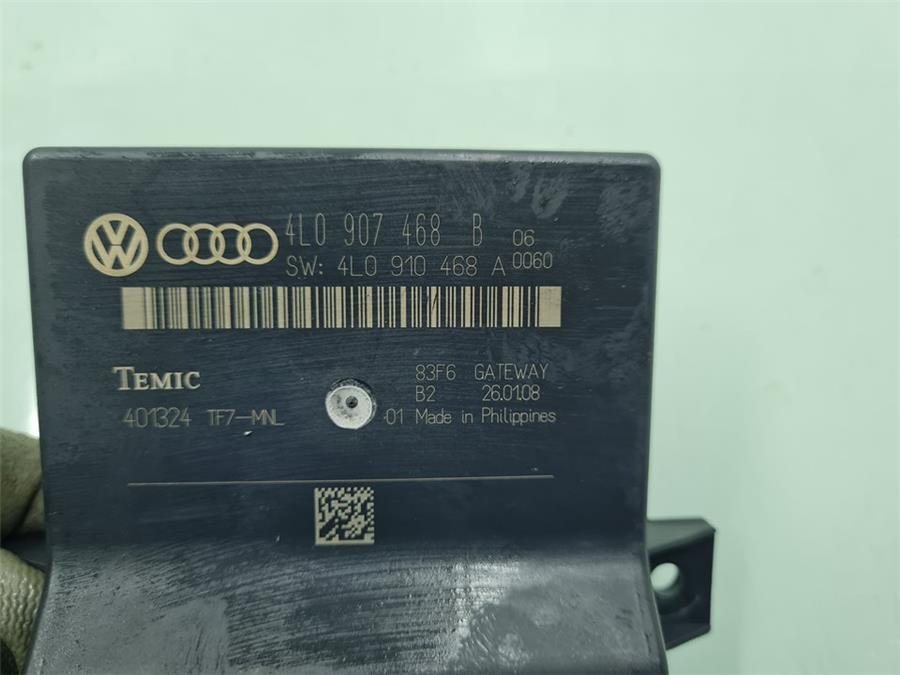 4L0 907 468 B 06
SW: 4L0 910 468 A 0060
TEMIC
83F6 GATEWAY
B2 26.01.08
401324 TF7-MNL 01 Made in Philippines